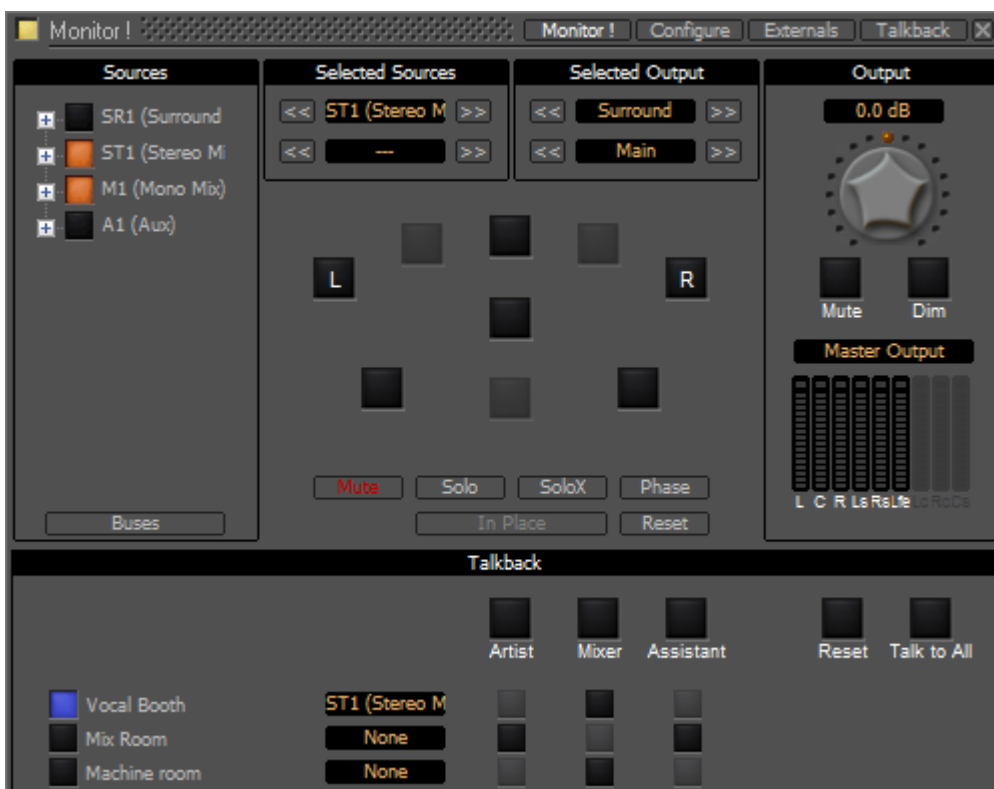 Monitor ! Monitor ! Configure Externals Talkback X
Sources
SR1 (Surround
ST1 (Stereo Mi
M1 (Mono Mix)
A1 (Aux)
Buses
Selected Sources
<< ST1 (Stereo M >>
<< --- >>
Selected Output
<< Surround >>
<< Main >>
L
R
Mute Solo SoloX Phase
In Place Reset
Output
0.0 dB
Mute Dim
Master Output
L C R Ls Rs Lfe Lc Rc Cs
Talkback
Artist Mixer Assistant Reset Talk to All
Vocal Booth ST1 (Stereo M
Mix Room None
Machine room None